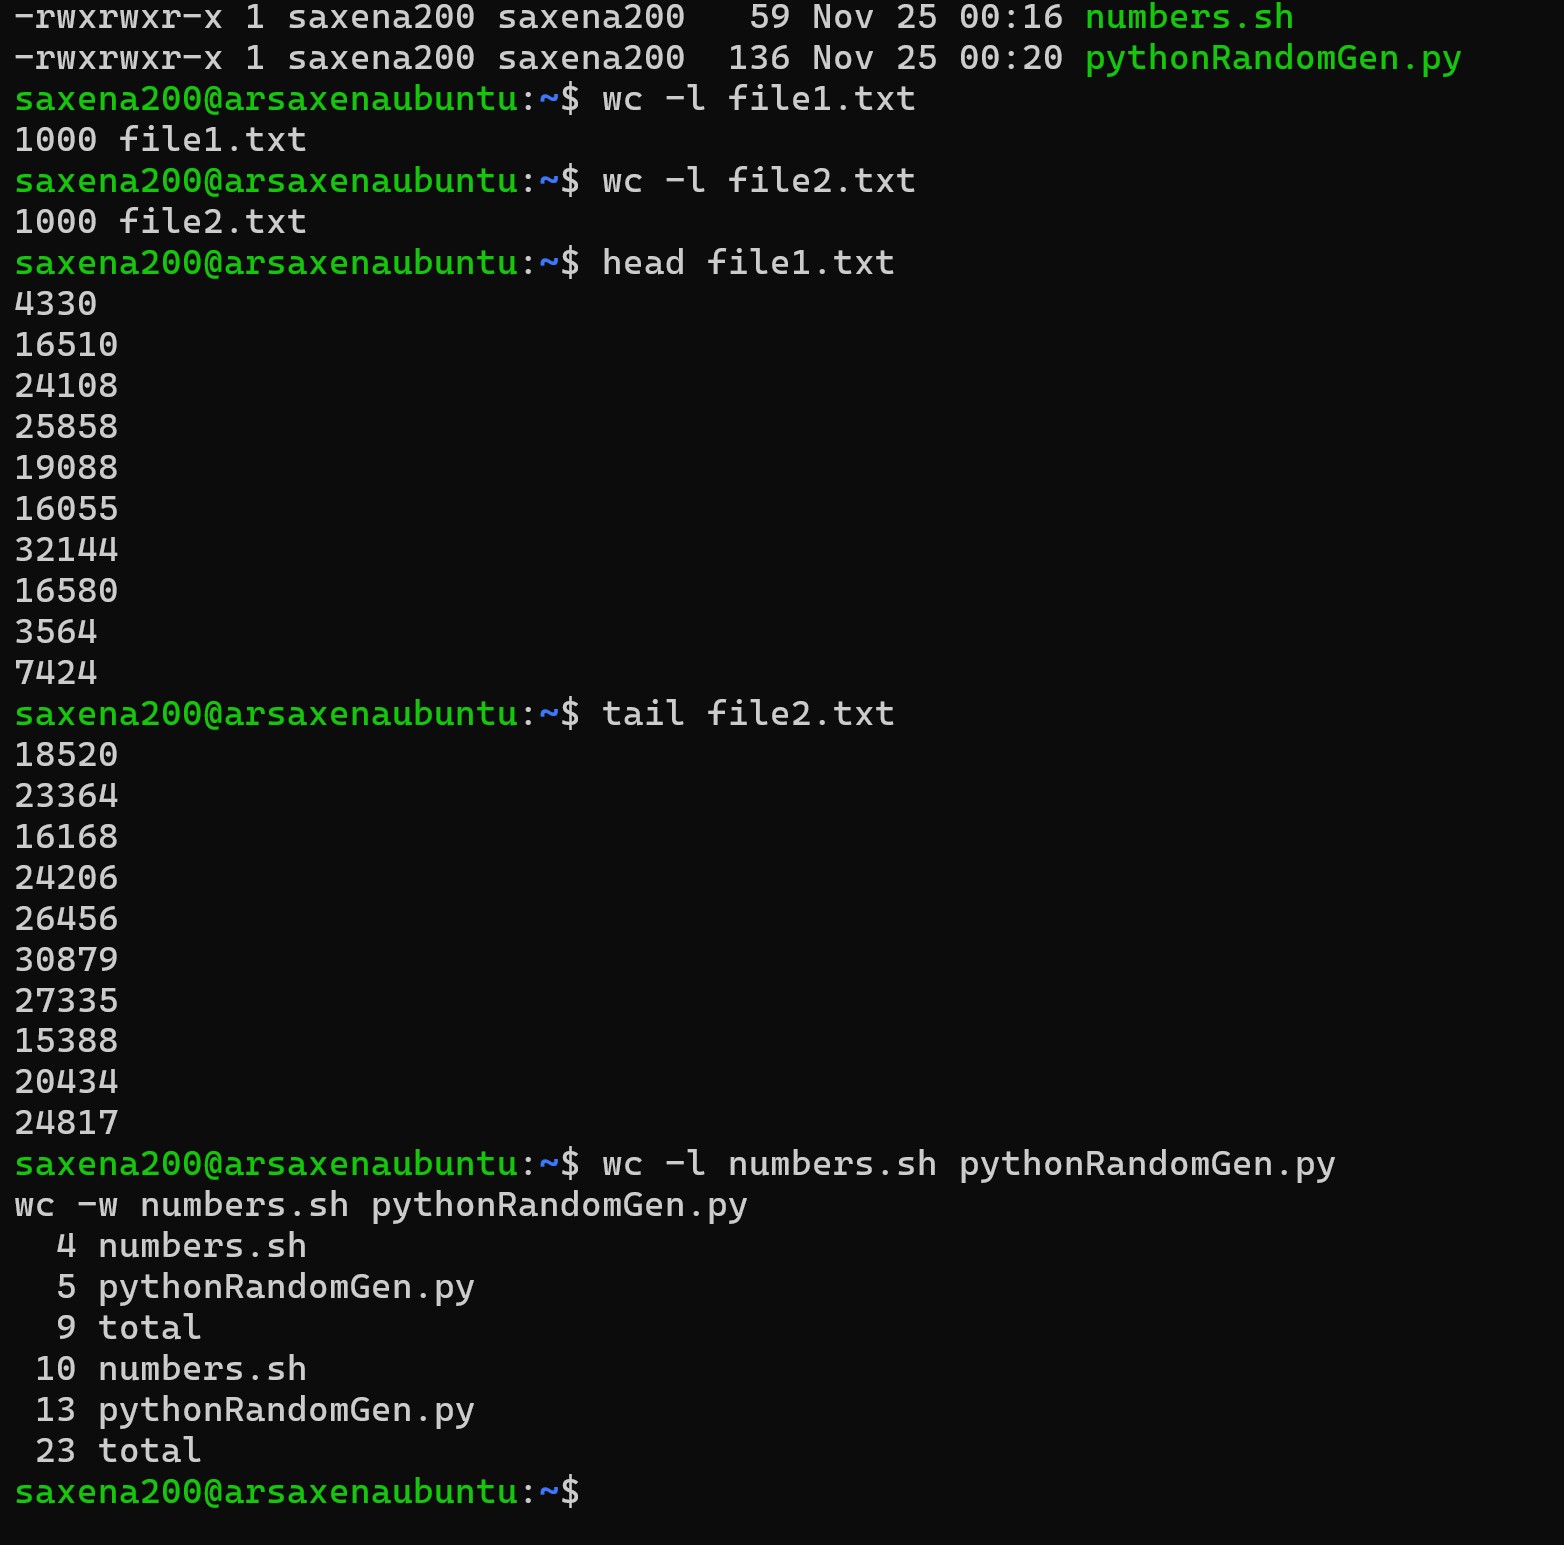 -rwxrwxr-x 1 saxena200 saxena200   59 Nov 25 00:16 numbers.sh
-rwxrwxr-x 1 saxena200 saxena200  136 Nov 25 00:20 pythonRandomGen.py
saxena200@arsaxenaubuntu:~$ wc -l file1.txt
1000 file1.txt
saxena200@arsaxenaubuntu:~$ wc -l file2.txt
1000 file2.txt
saxena200@arsaxenaubuntu:~$ head file1.txt
4330
16510
24108
25858
19088
16055
32144
16580
3564
7424
saxena200@arsaxenaubuntu:~$ tail file2.txt
18520
23364
16168
24206
26456
30879
27335
15388
20434
24817
saxena200@arsaxenaubuntu:~$ wc -l numbers.sh pythonRandomGen.py
wc -w numbers.sh pythonRandomGen.py
  4 numbers.sh
  5 pythonRandomGen.py
  9 total
 10 numbers.sh
 13 pythonRandomGen.py
 23 total
saxena200@arsaxenaubuntu:~$